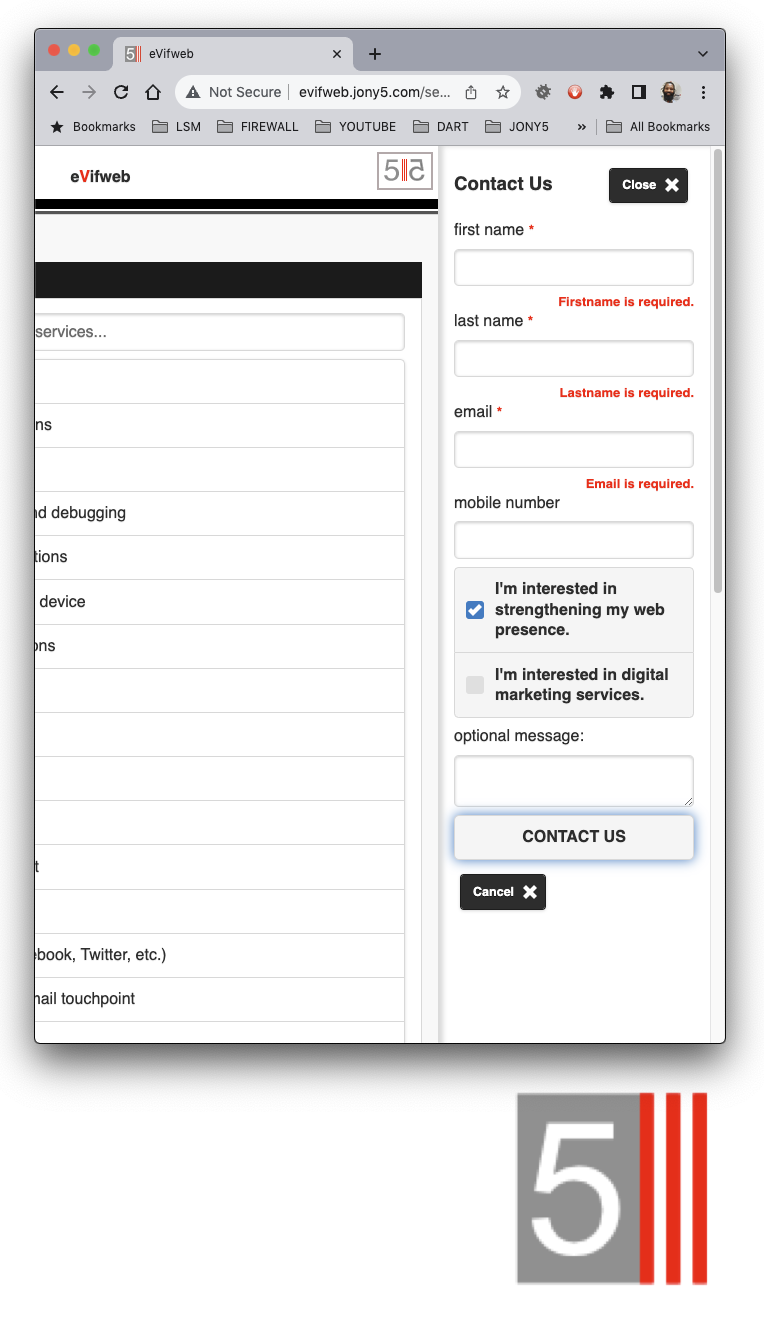 eVifweb
Not Secure
evifweb.jony5.com/se...
Bookmarks
LSM
FIREWALL
YOUTUBE
DART
JONY5
»
All Bookmarks
eVifweb
5
5
Contact Us
Close
first name *
Firstname is required.
services...
last name *
Lastname is required.
email *
ns
Email is required.
mobile number
nd debugging
tions
device
ons
I'm interested in
strengthening my web
presence.
I'm interested in digital
marketing services.
optional message:
CONTACT US
t
Cancel
ebook, Twitter, etc.)
mail touchpoint
5